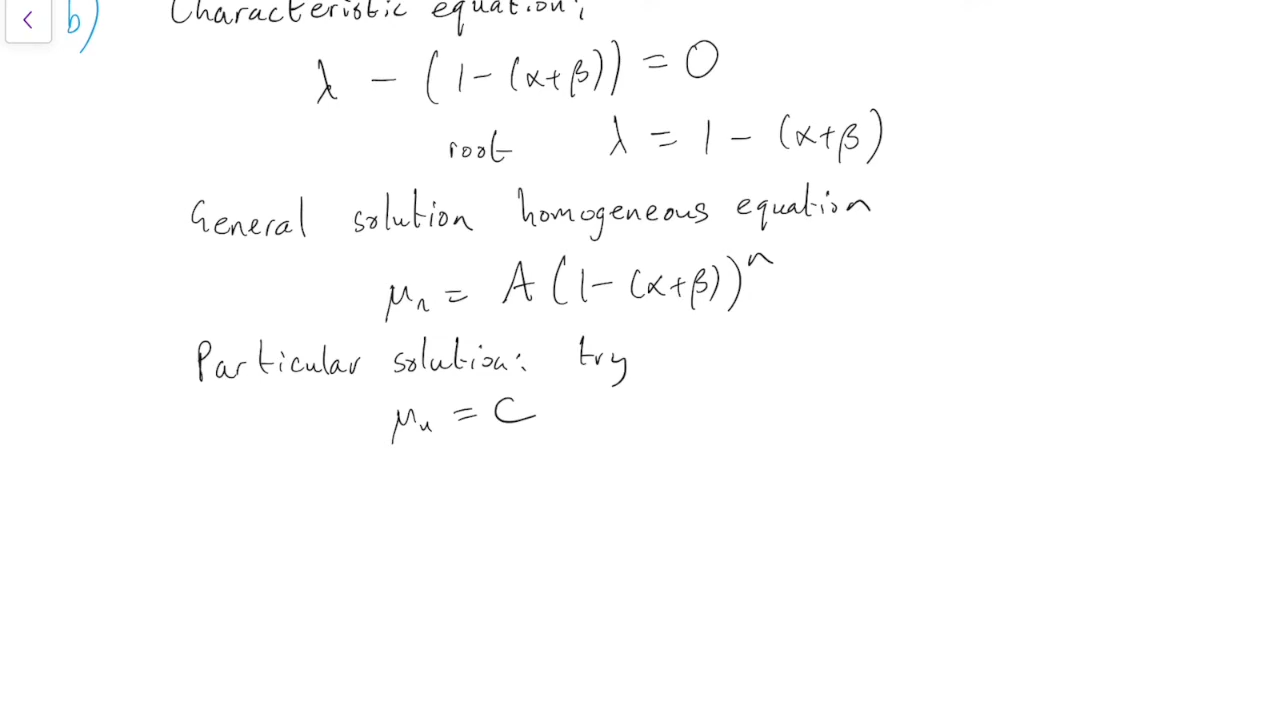 b) Characteristic equation:
λ - (1-(α+β)) = 0
root λ = 1 - (α+β)
General solution homogeneous equation
μₙ = A(1-(α+β))ⁿ
Particular solution: try
μₙ = C